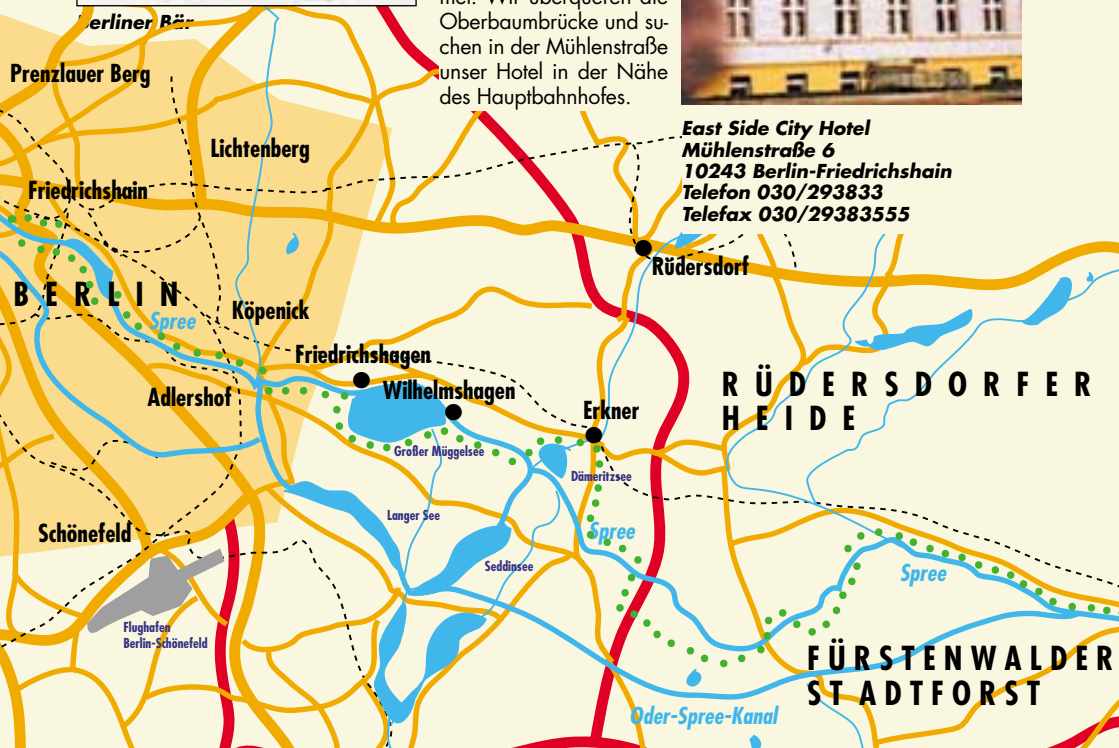 Berliner Bär
mer. Wir überqueren die
Oberbaumbrücke und su-
chen in der Mühlenstraße
unser Hotel in der Nähe
des Hauptbahnhofes.
East Side City Hotel
Mühlenstraße 6
10243 Berlin-Friedrichshain
Telefon 030/293833
Telefax 030/29383555
Prenzlauer Berg
Lichtenberg
Friedrichshain
Rüdersdorf
BERLIN
Spree
Köpenick
Friedrichshagen
Wilhelmshagen
Adlershof
Erkner
RÜDERSDORFER
HEIDE
Großer Müggelsee
Dämeritzsee
Langer See
Schönefeld
Spree
Seddinsee
Spree
Flughafen
Berlin-Schönefeld
FÜRSTENWALDER
STADTFORST
Oder-Spree-Kanal